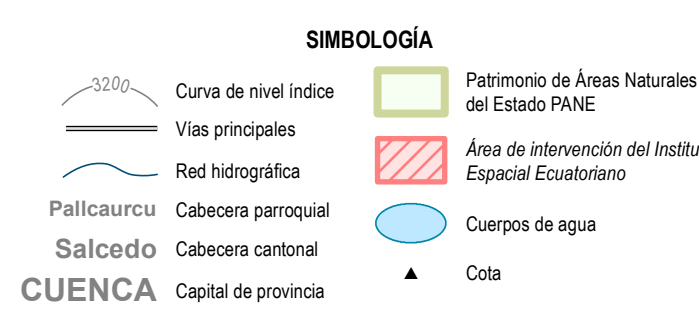 SIMBOLOGÍA
3200
Curva de nivel índice
Vías principales
Red hidrográfica
Pallcaurcu Cabecera parroquial
Salcedo Cabecera cantonal
CUENCA Capital de provincia
Patrimonio de Áreas Naturales
del Estado PANE
Área de intervención del Institu
Espacial Ecuatoriano
Cuerpos de agua
Cota